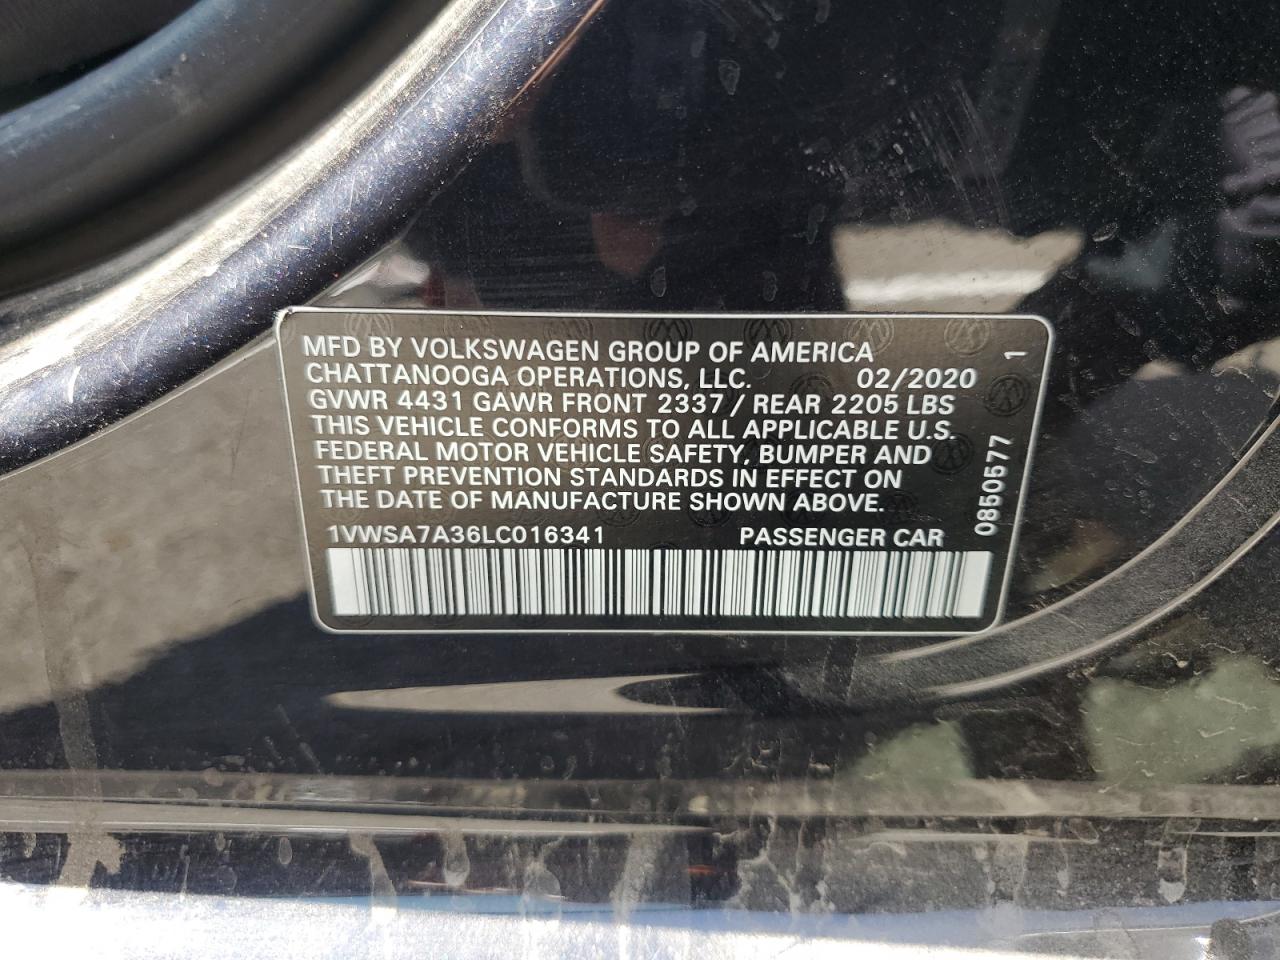 MFD BY VOLKSWAGEN GROUP OF AMERICA
CHATTANOOGA OPERATIONS, LLC. 02/2020
GVWR 4431 GAWR FRONT 2337 / REAR 2205 LBS
THIS VEHICLE CONFORMS TO ALL APPLICABLE U.S.
FEDERAL MOTOR VEHICLE SAFETY, BUMPER AND
THEFT PREVENTION STANDARDS IN EFFECT ON
THE DATE OF MANUFACTURE SHOWN ABOVE.
1VWSA7A36LC016341 PASSENGER CAR
0850577 1